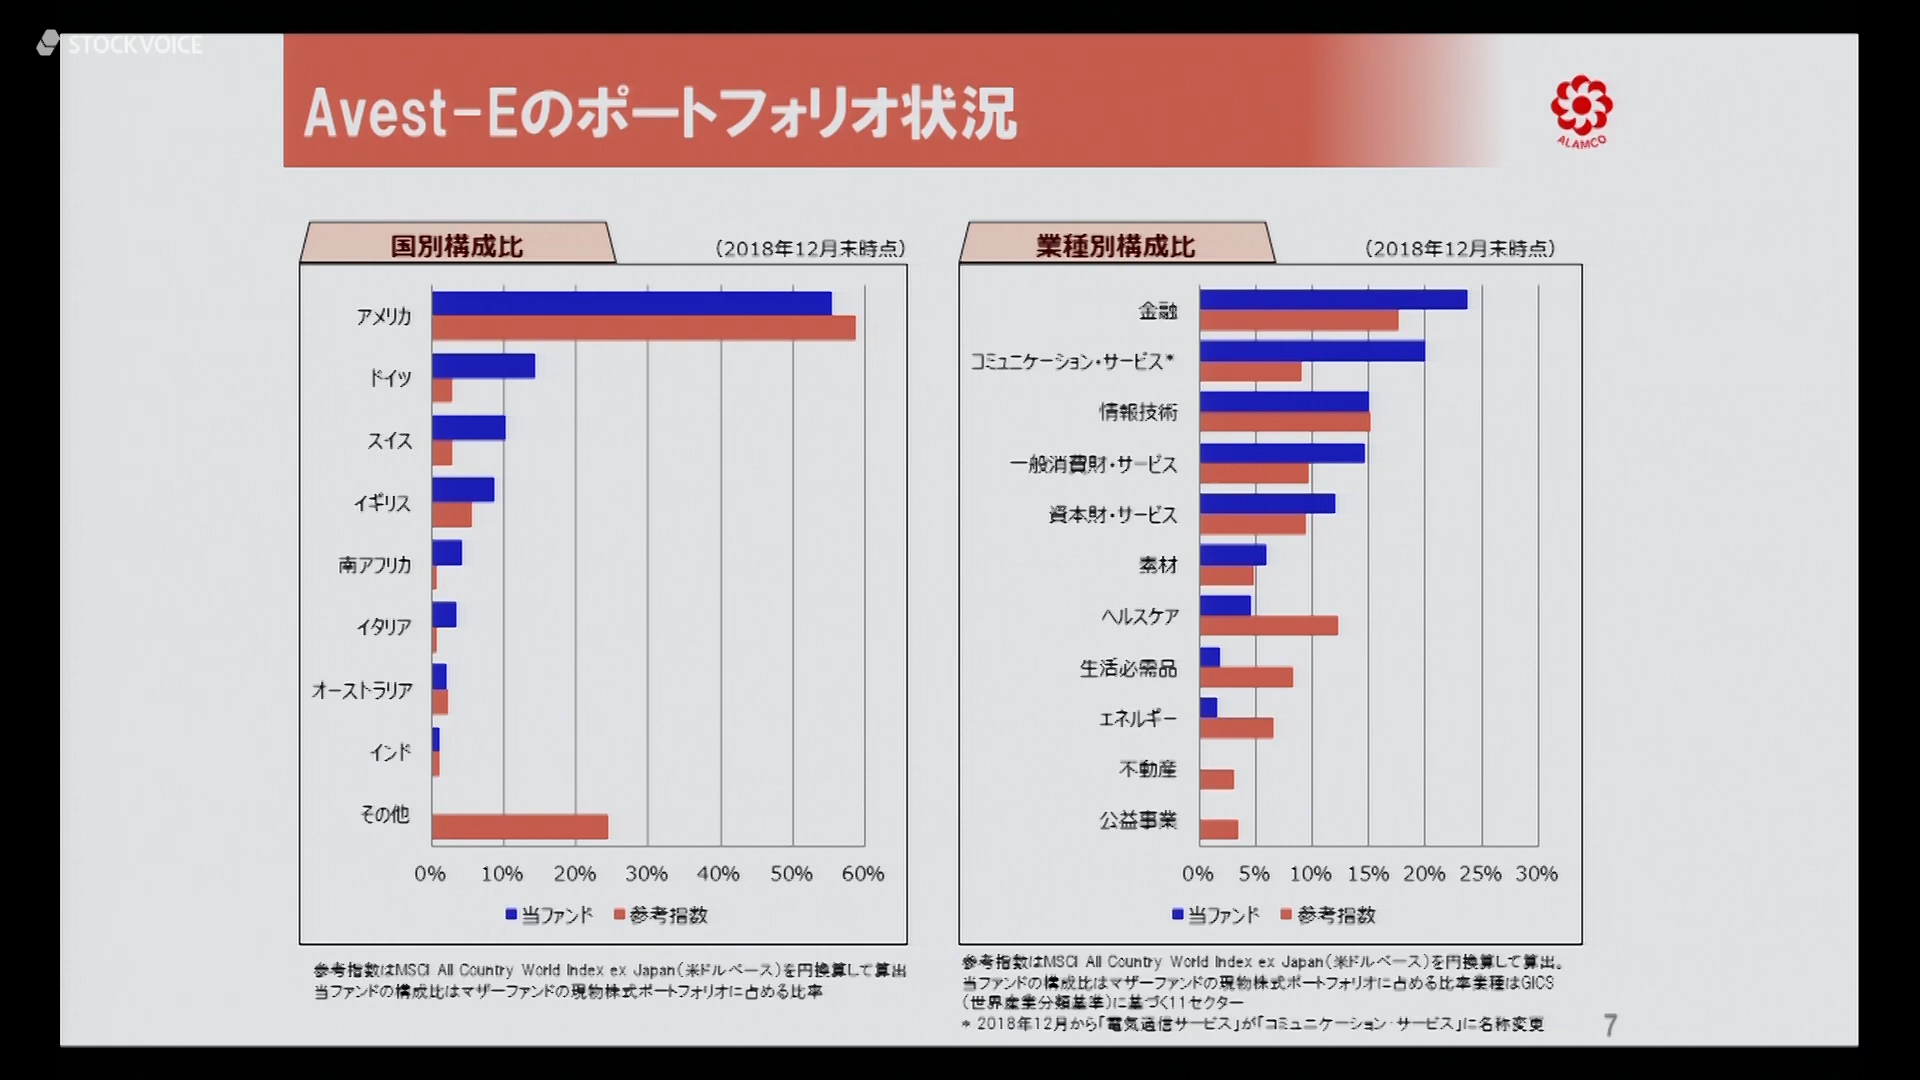 STOCKVOICE
Avest-Eのポートフォリオ状況
ALAMCO
国別構成比
(2018年12月末時点)
アメリカ
ドイツ
スイス
イギリス
南アフリカ
イタリア
オーストラリア
インド
その他
0% 10% 20% 30% 40% 50% 60%
当ファンド 参考指数
参考指数はMSCI All Country World Index ex Japan(米ドルベース)を円換算して算出
当ファンドの構成比はマザーファンドの現物株式ポートフォリオに占める比率
業種別構成比
(2018年12月末時点)
金融
コミュニケーション・サービス*
情報技術
一般消費財・サービス
資本財・サービス
素材
ヘルスケア
生活必需品
エネルギー
不動産
公益事業
0% 5% 10% 15% 20% 25% 30%
当ファンド 参考指数
参考指数はMSCI All Country World Index ex Japan(米ドルベース)を円換算して算出。
当ファンドの構成比はマザーファンドの現物株式ポートフォリオに占める比率業種はGICS
(世界産業分類基準)に基づく11セクター
* 2018年12月から「電気通信サービス」が「コミュニケーション・サービス」に名称変更
7